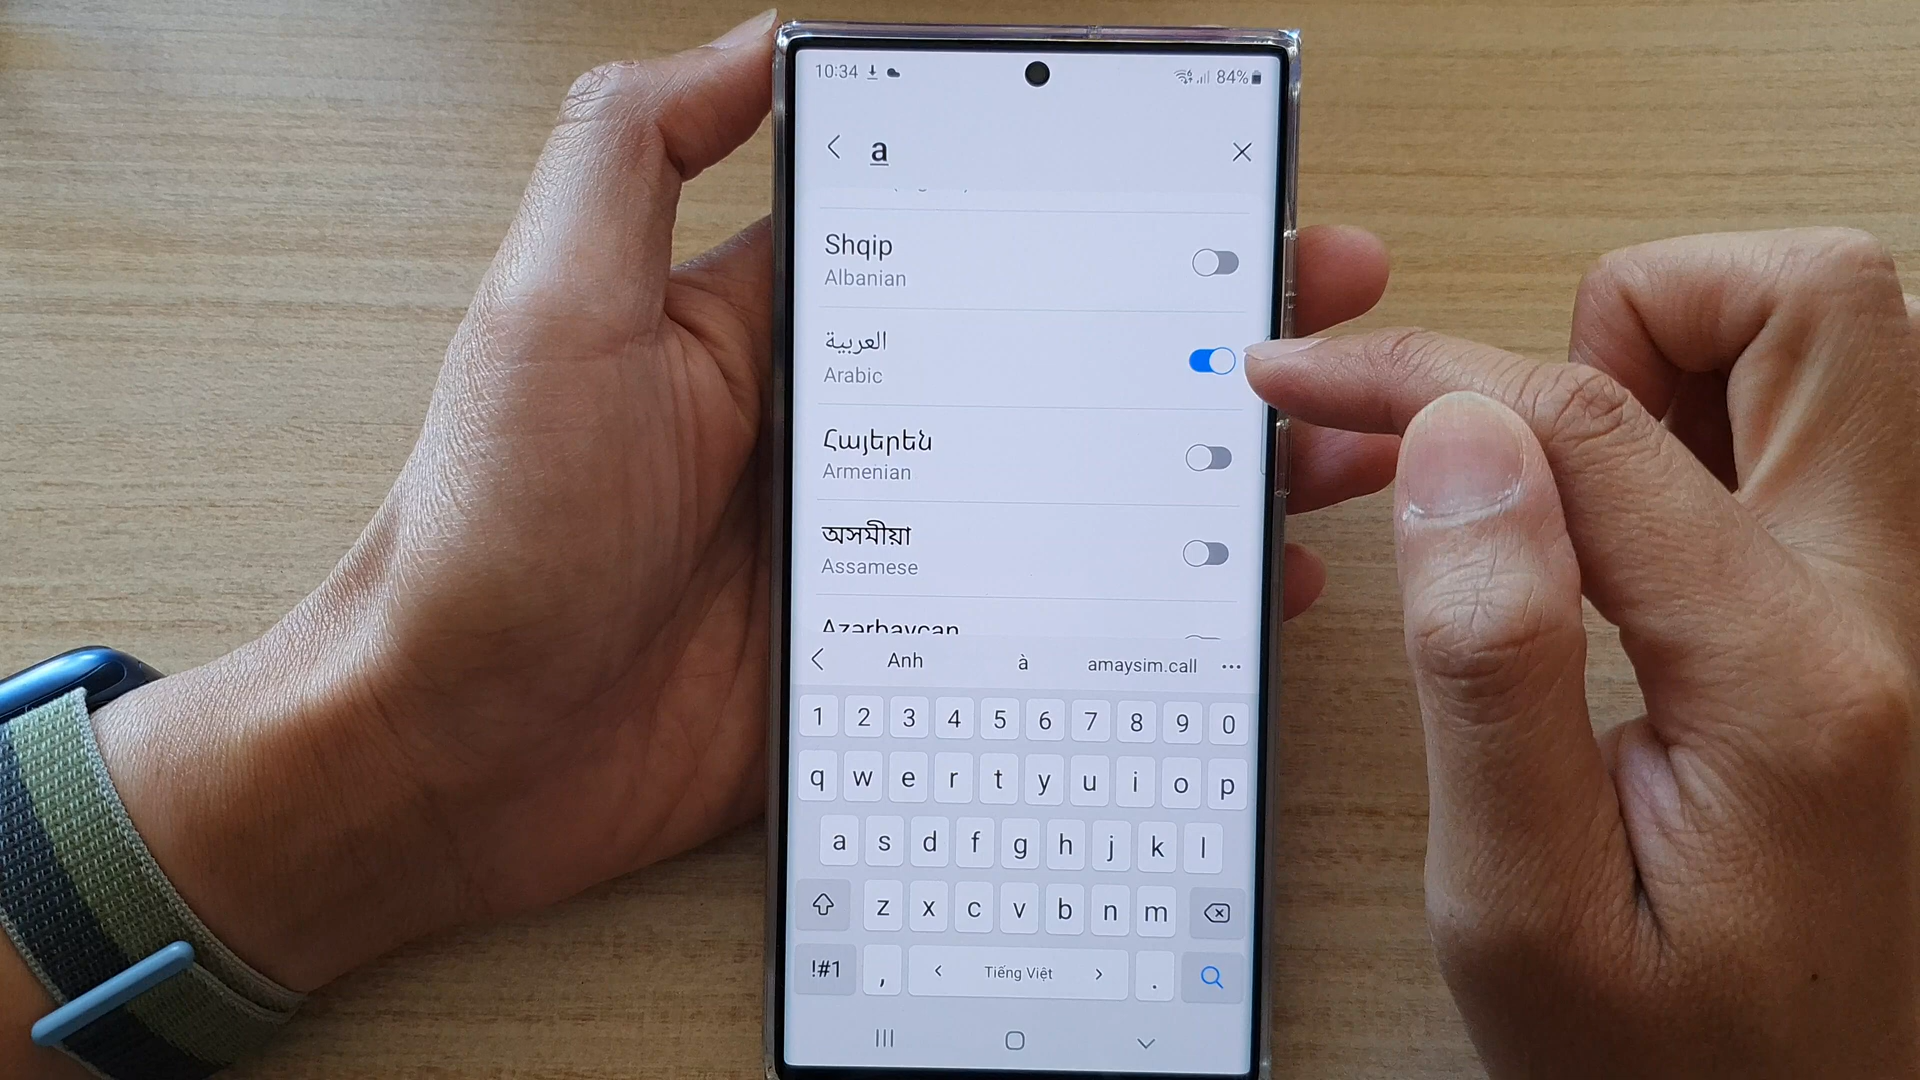 10:34
84%
a
Shqip
Albanian
العربية
Arabic
Հայերեն
Armenian
অসমীয়া
Assamese
Azərbaycan
Anh à amaysim.call
1 2 3 4 5 6 7 8 9 0
q w e r t y u i o p
a s d f g h j k l
z x c v b n m
!#1 , < Tiếng Việt > .